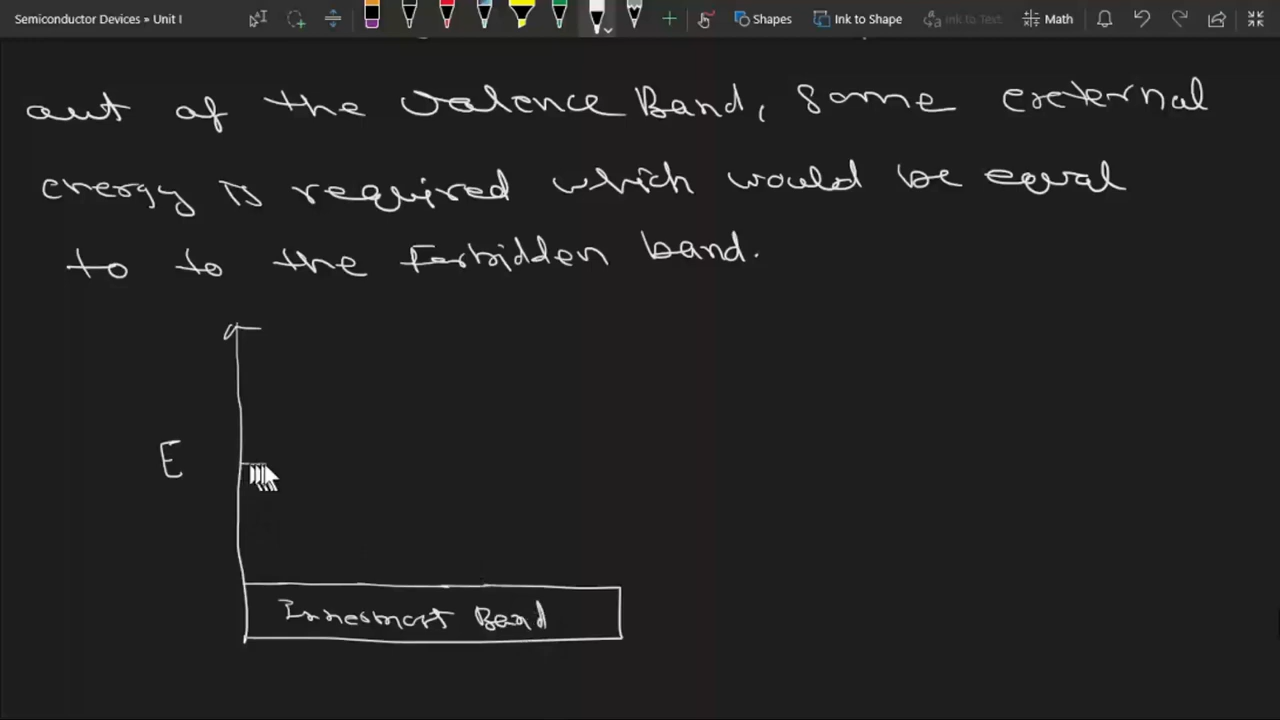 Semiconductor Devices » Unit I
Shapes
Ink to Shape
Ink to Text
Math
out of the Valence Band, some external
energy is required which would be equal
to to the Forbidden band.
E
Innermost Band